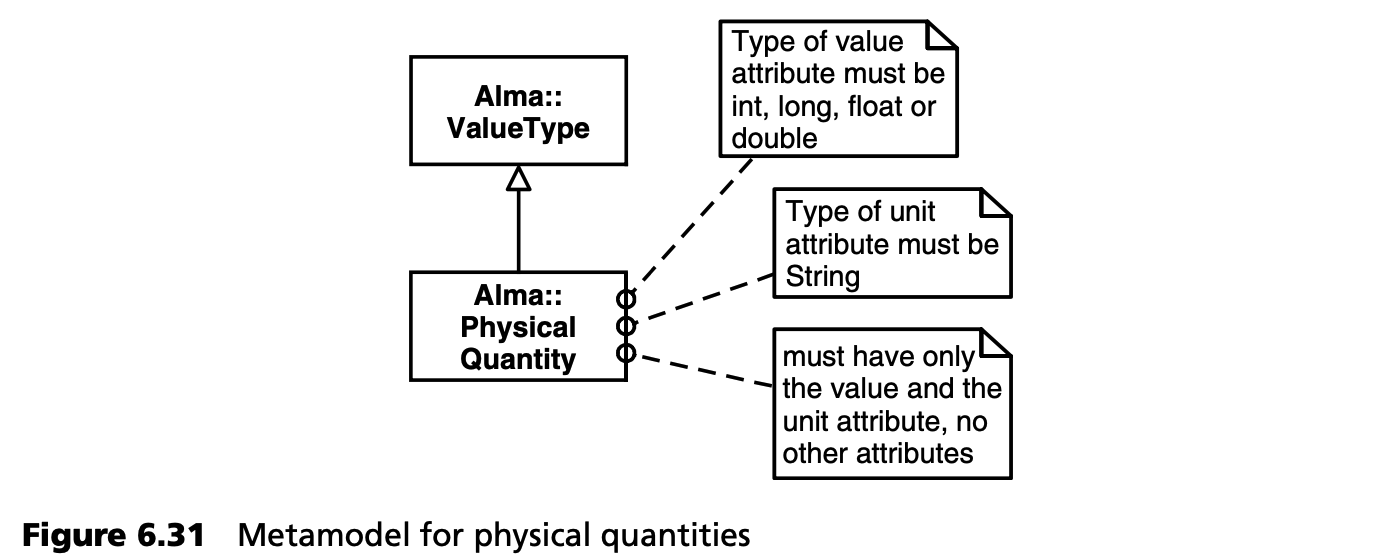 Alma::
ValueType
Type of value
attribute must be
int, long, float or
double
Type of unit
attribute must be
String
Alma::
Physical
Quantity
must have only
the value and the
unit attribute, no
other attributes
Figure 6.31 Metamodel for physical quantities